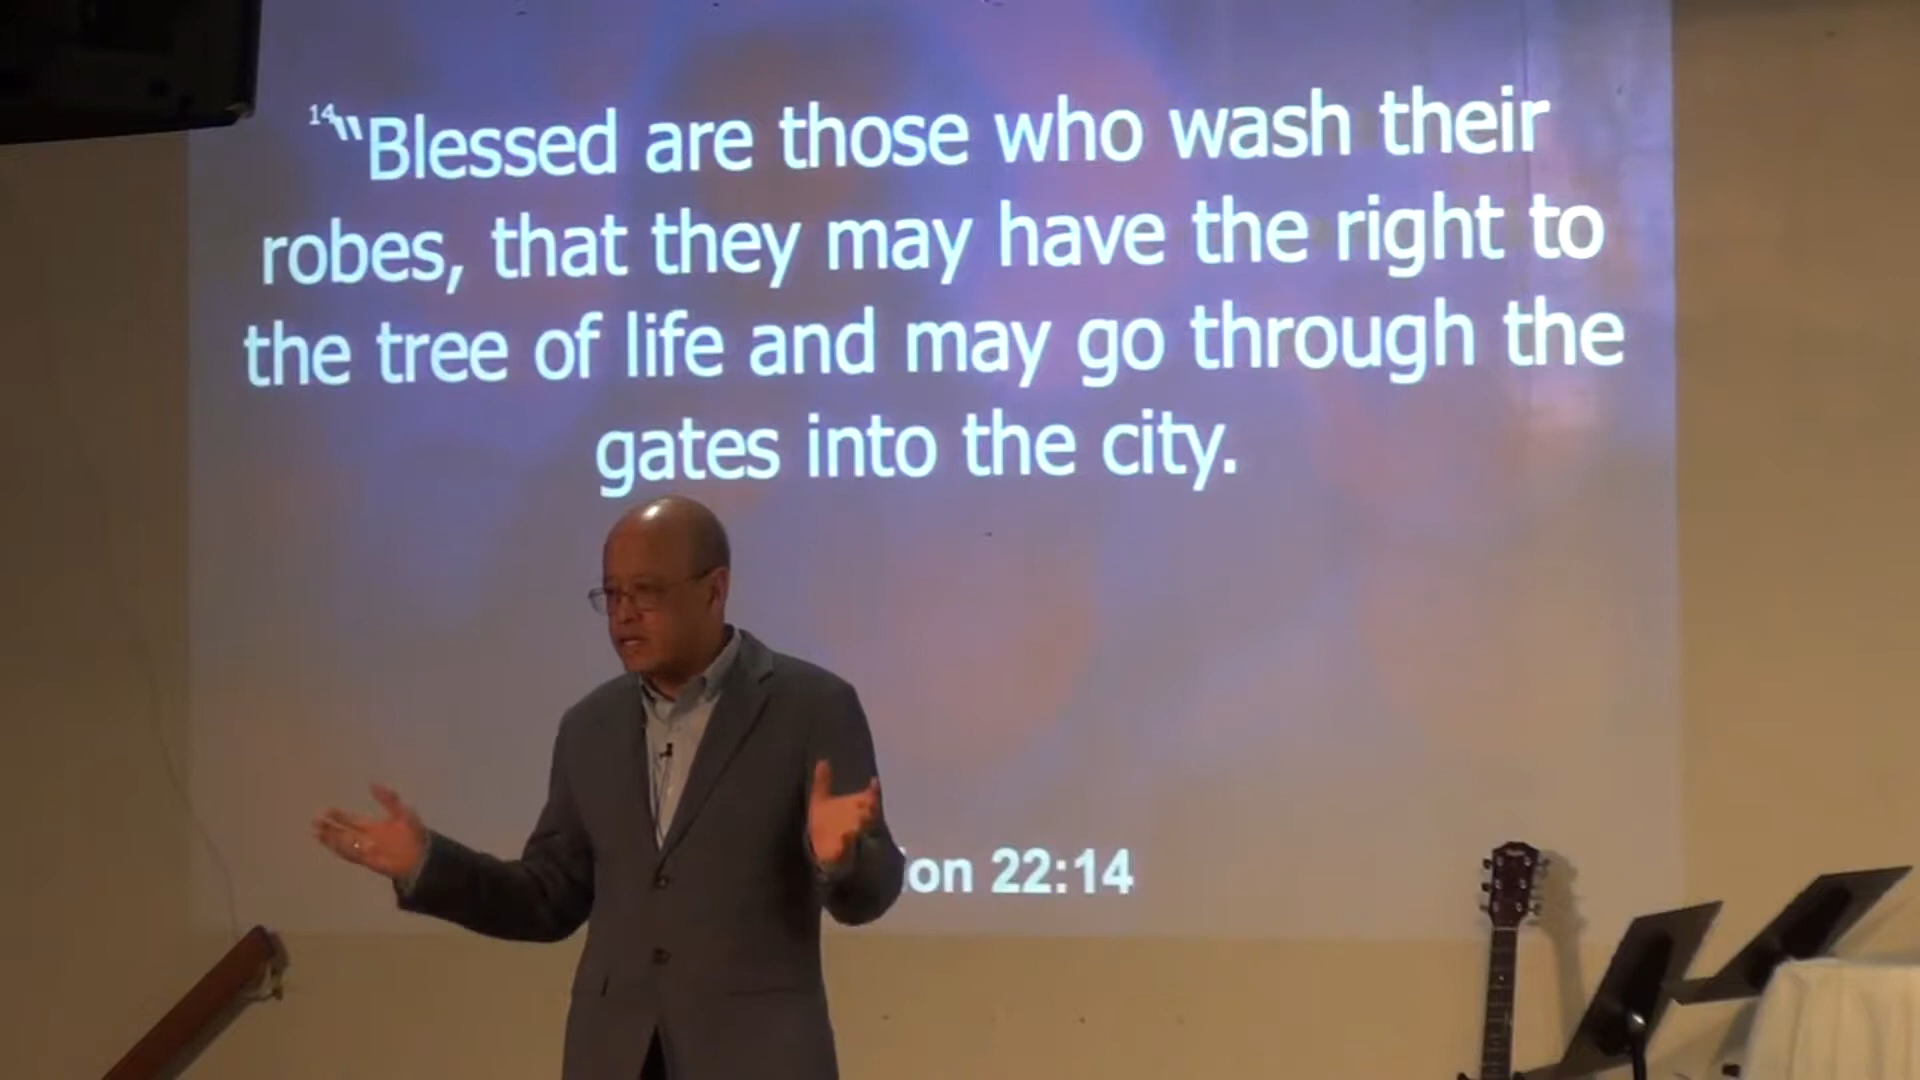 14“Blessed are those who wash their
robes, that they may have the right to
the tree of life and may go through the
gates into the city.
22:14